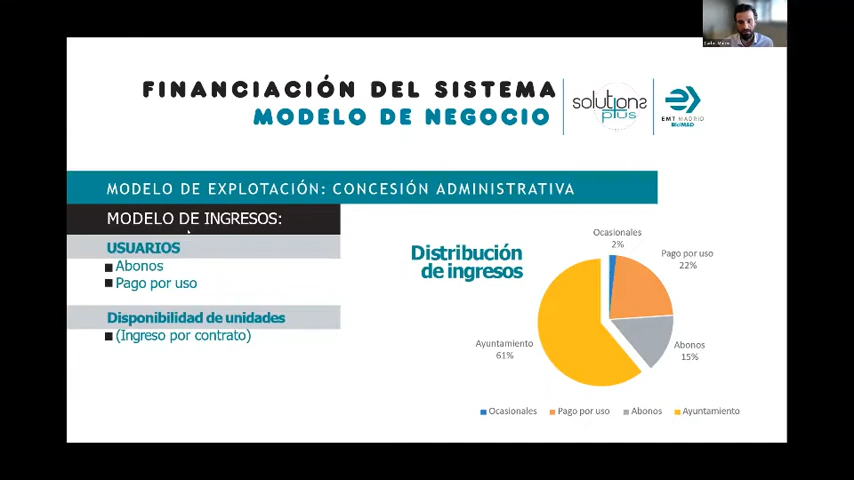 FINANCIACIÓN DEL SISTEMA
MODELO DE NEGOCIO
solutions
plus
EMT MADRID
BiciMAD
MODELO DE EXPLOTACIÓN: CONCESIÓN ADMINISTRATIVA
MODELO DE INGRESOS:
USUARIOS
Abonos
Pago por uso
Disponibilidad de unidades
(Ingreso por contrato)
Distribución
de ingresos
Ocasionales
2%
Pago por uso
22%
Abonos
15%
Ayuntamiento
61%
Ocasionales Pago por uso Abonos Ayuntamiento